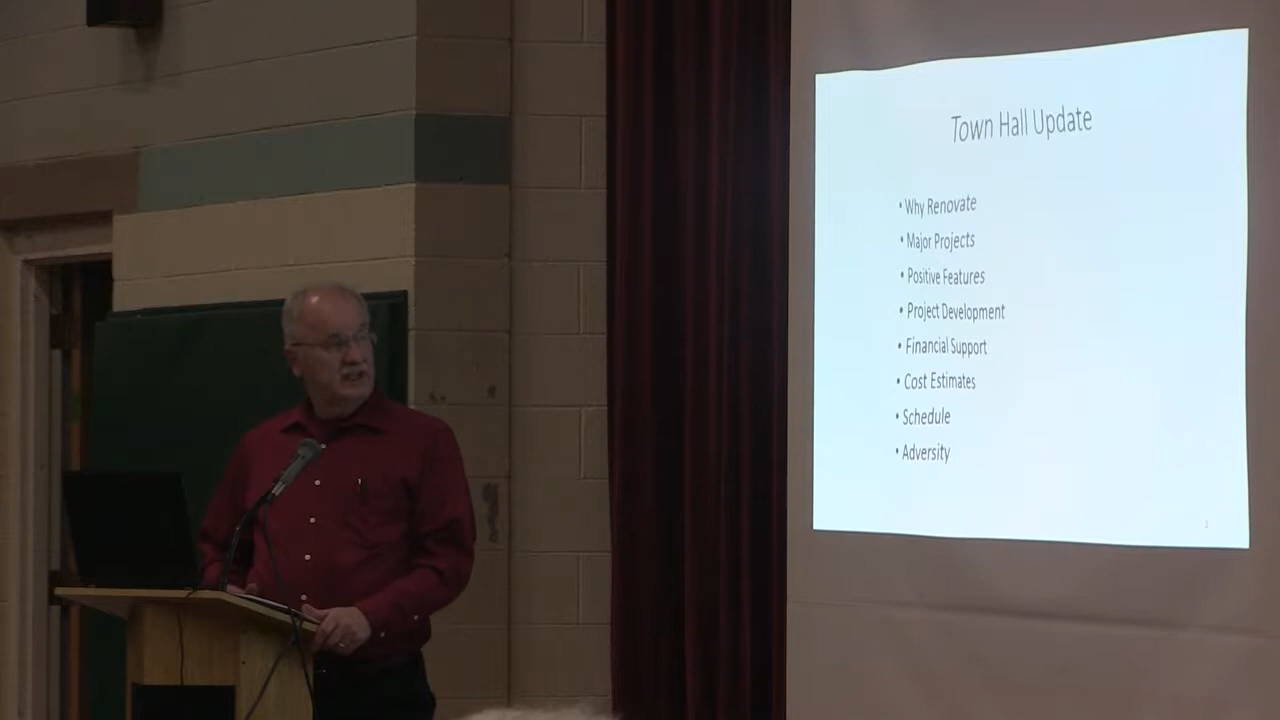 Town Hall Update
• Why Renovate
• Major Projects
• Positive Features
• Project Development
• Financial Support
• Cost Estimates
• Schedule
• Adversity